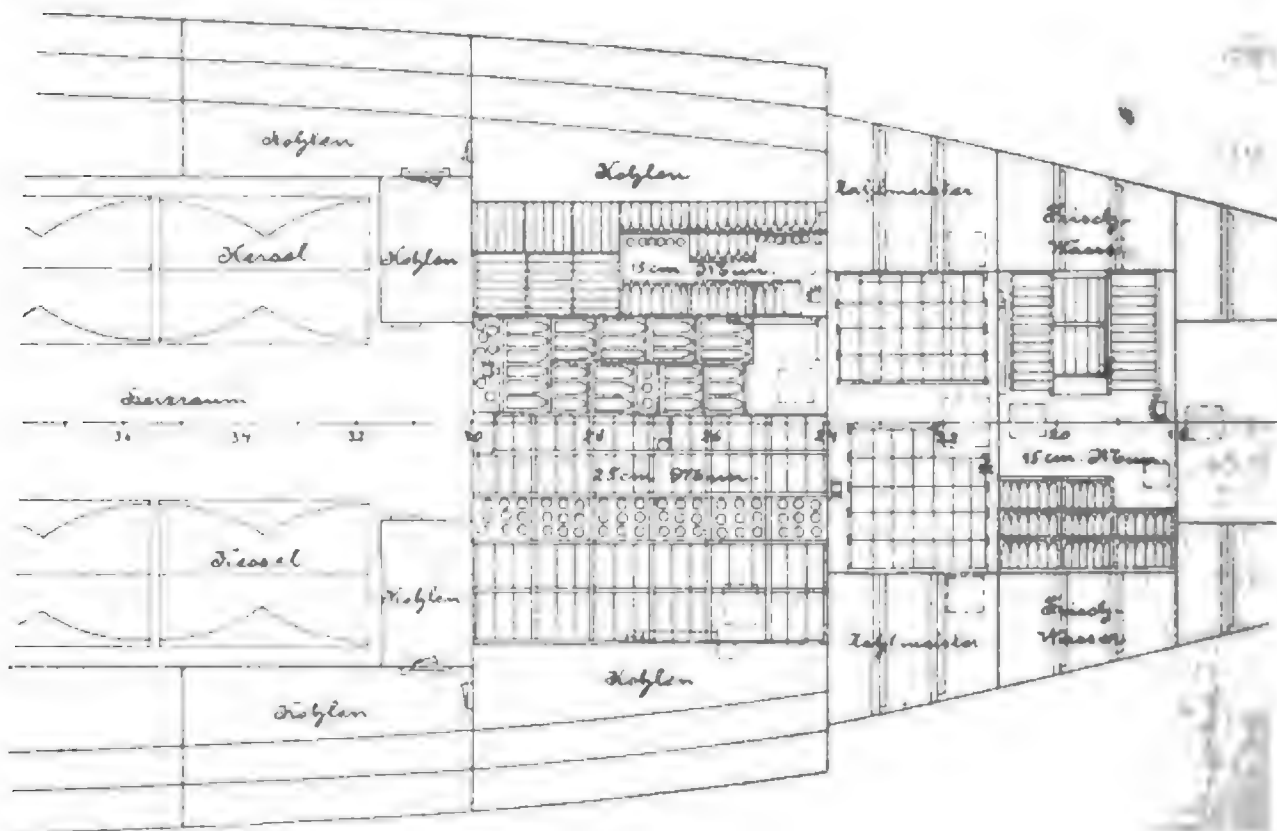 Kohlen
Kohlen
Zahlmeister
Frisch-
Wasser
Kessel
Kohlen
15 cm. Mun.
Heizraum
36
34
32
30
28
26
24
22
20
18
25 cm. Mun.
15 cm. Mun.
Kessel
Kohlen
Frisch-
Wasser
Zahlmeister
Kohlen
Kohlen